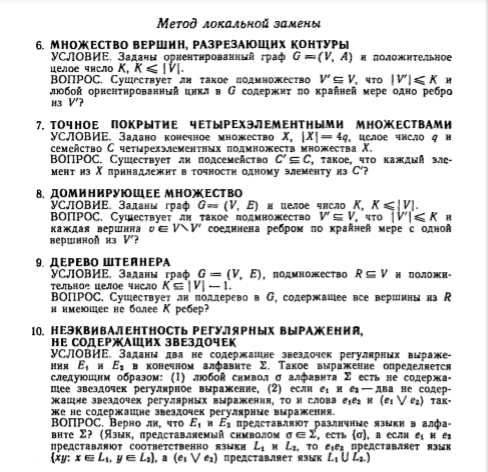 Метод локальной замены
6. МНОЖЕСТВО ВЕРШИН, РАЗРЕЗАЮЩИХ КОНТУРЫ
УСЛОВИЕ. Заданы ориентированный граф G = (V, A) и положительное
целое число K, K ⩽ |V|.
ВОПРОС. Существует ли такое подмножество V' ⊆ V, что |V'| ⩽ K и
любой ориентированный цикл в G содержит по крайней мере одно ребро
из V'?
7. ТОЧНОЕ ПОКРЫТИЕ ЧЕТЫРЕХЭЛЕМЕНТНЫМИ МНОЖЕСТВАМИ
УСЛОВИЕ. Задано конечное множество X, |X| = 4q, целое число q и
семейство C четырехэлементных подмножеств множества X.
ВОПРОС. Существует ли подсемейство C' ⊆ C, такое, что каждый эле-
мент из X принадлежит в точности одному элементу из C'?
8. ДОМИНИРУЮЩЕЕ МНОЖЕСТВО
УСЛОВИЕ. Заданы граф G = (V, E) и целое число K, K ⩽ |V|.
ВОПРОС. Существует ли такое подмножество V' ⊆ V, что |V'| ⩽ K и
каждая вершина v ∈ V\V' соединена ребром по крайней мере с одной
вершиной из V'?
9. ДЕРЕВО ШТЕЙНЕРА
УСЛОВИЕ. Заданы граф G = (V, E), подмножество R ⊆ V и положи-
тельное целое число K ⩽ |V| — 1.
ВОПРОС. Существует ли поддерево в G, содержащее все вершины из R
и имеющее не более K ребер?
10. НЕЭКВИВАЛЕНТНОСТЬ РЕГУЛЯРНЫХ ВЫРАЖЕНИЙ,
НЕ СОДЕРЖАЩИХ ЗВЕЗДОЧЕК
УСЛОВИЕ. Заданы два не содержащие звездочек регулярных выраже-
ния E₁ и E₂ в конечном алфавите Σ. Такое выражение определяется
следующим образом: (1) любой символ σ алфавита Σ есть не содержа-
щее звездочек регулярное выражение, (2) если e₁ и e₂ — два не содер-
жащие звездочек регулярных выражения, то и слова e₁e₂ и (e₁ ∨ e₂) так-
же не содержащие звездочек регулярные выражения.
ВОПРОС. Верно ли, что E₁ и E₂ представляют различные языки в алфа-
вите Σ? (Язык, представляемый символом σ ∈ Σ, есть {σ}, а если e₁ и e₂
представляют соответственно языки L₁ и L₂, то e₁e₂ представляет язык
{xy: x ∈ L₁, y ∈ L₂}, а (e₁ ∨ e₂) представляет язык L₁ ∪ L₂.)